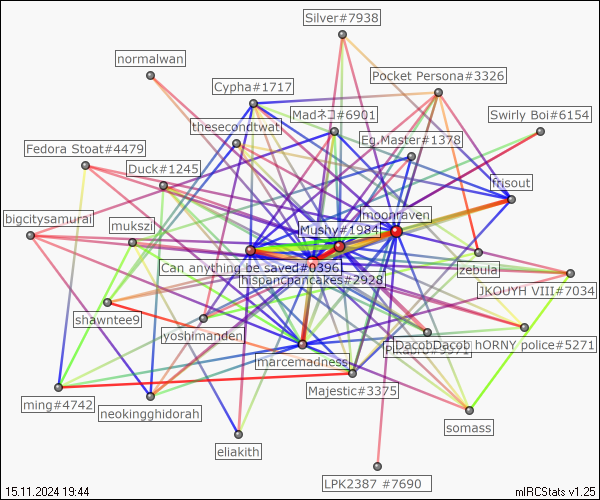 Silver#7938
normalwan
Pocket Persona#3326
Cypha#1717
Madネコ#6901
Swirly Boi#6154
thesecondtwat
Eg.Master#1378
Fedora Stoat#4479
Duck#1245
frisout
bigcitysamurai
moonraven
mukszi
Mushy#1984
Can anything be saved#0396
zebula
hispancpancakes#2928
JKOUYH VIII#7034
shawntee9
yoshimanden
DacobDacob hORNY police#5271
marcemadness
Majestic#3375
ming#4742
neokingghidorah
somass
eliakith
LPK2387 #7690
15.11.2024 19:44
mIRCStats v1.25